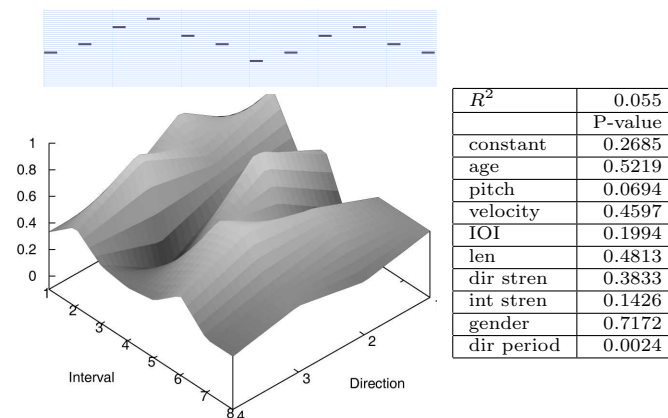 1
0.8
0.6
0.4
0.2
0
1
2
3
4
5
6
7
8
4
3
2
Interval
Direction
R² 0.055
P-value
constant 0.2685
age 0.5219
pitch 0.0694
velocity 0.4597
IOI 0.1994
len 0.4813
dir stren 0.3833
int stren 0.1426
gender 0.7172
dir period 0.0024